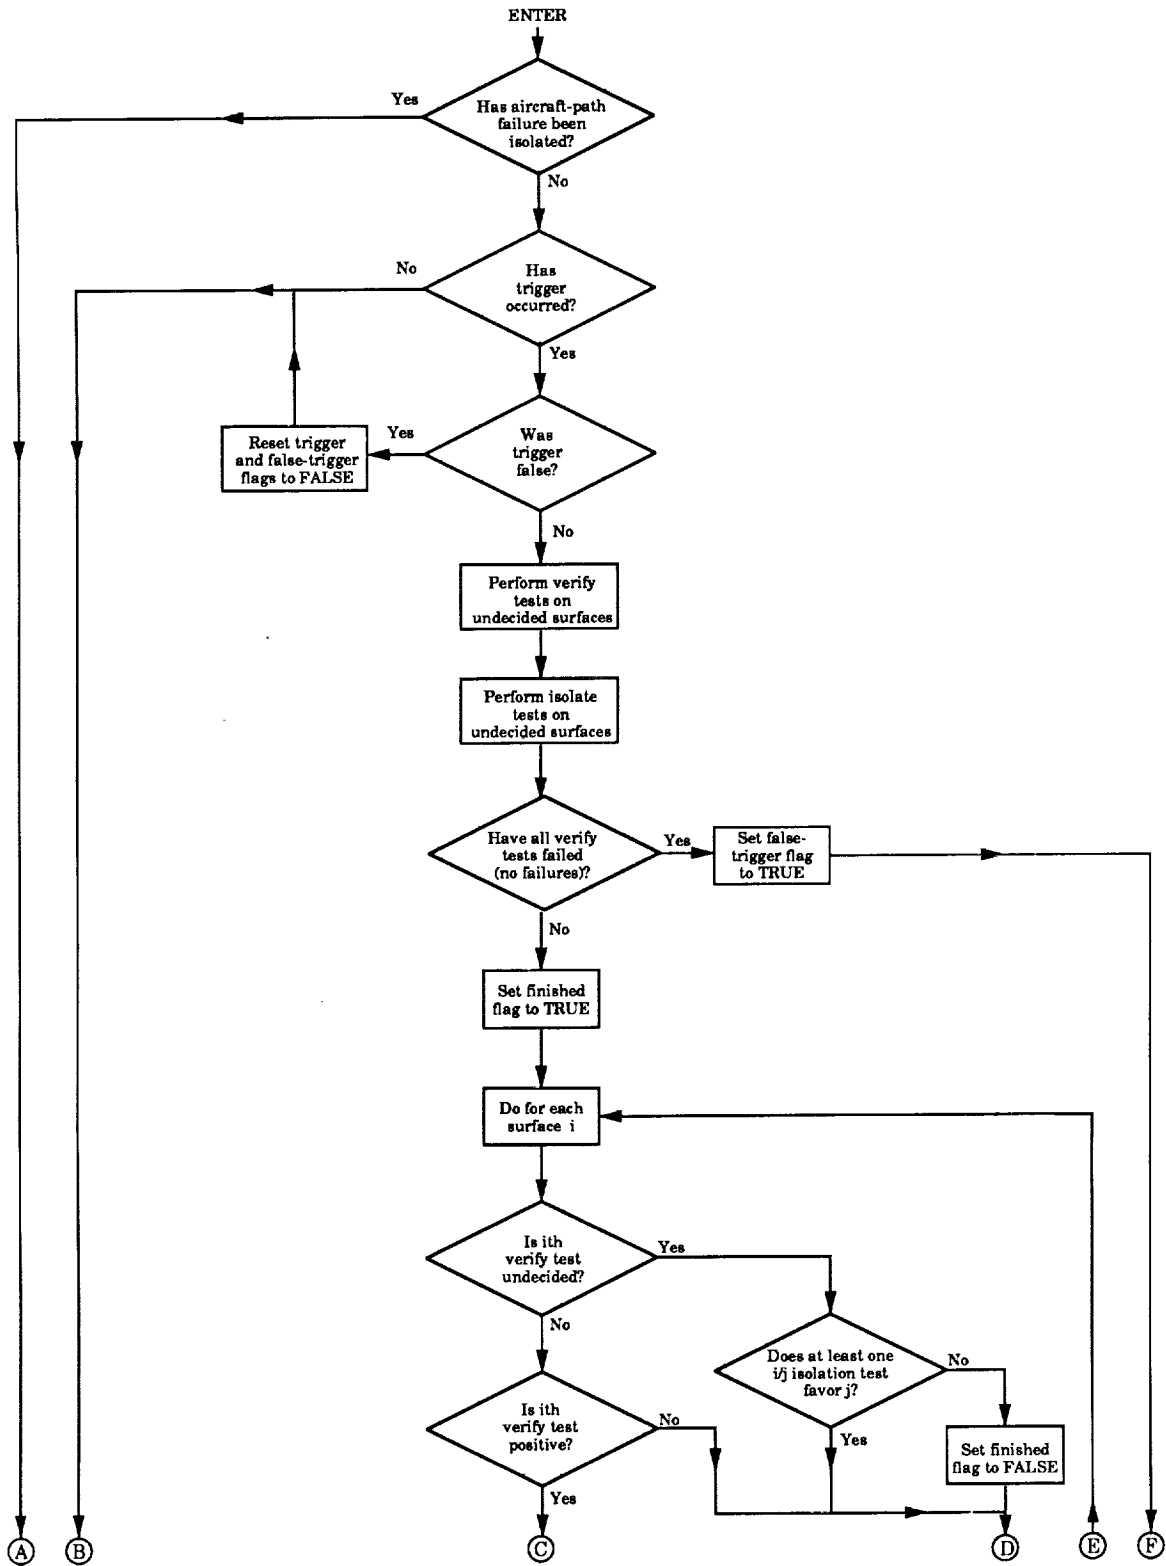 ENTER
Yes
Has aircraft-path
failure been
isolated?
No
No
Has
trigger
occurred?
Yes
Reset trigger
and false-trigger
flags to FALSE
Yes
Was
trigger
false?
No
Perform verify
tests on
undecided surfaces
Perform isolate
tests on
undecided surfaces
Have all verify
tests failed
(no failures)?
Yes
Set false-
trigger flag
to TRUE
No
Set finished
flag to TRUE
Do for each
surface i
Is ith
verify test
undecided?
Yes
No
Does at least one
i/j isolation test
favor j?
No
Is ith
verify test
positive?
No
Yes
Set finished
flag to FALSE
Yes
A
B
C
D
E
F